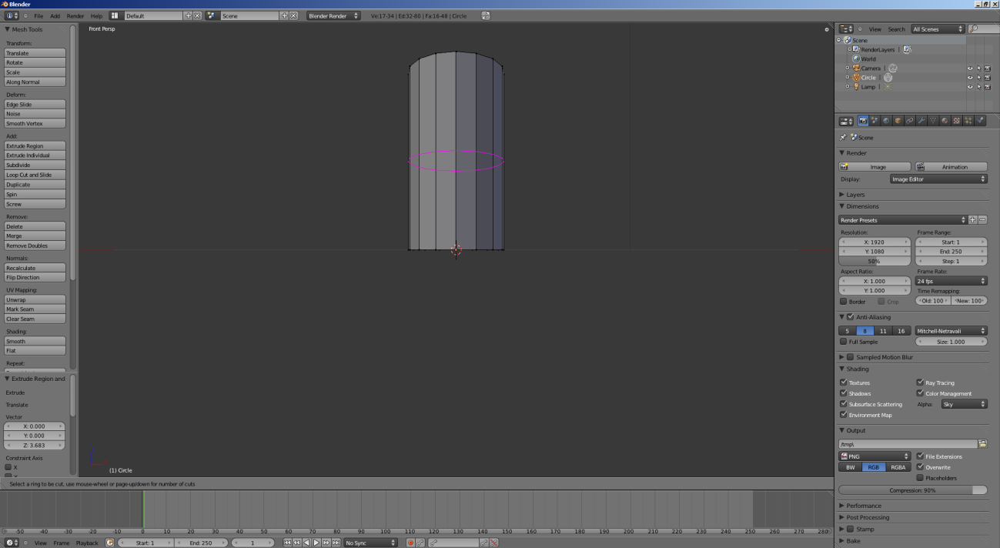 Blender
File Add Render Help Default Scene Blender Render Ve:17-34 | Ed:32-80 | Fa:16-48 | Circle
Mesh Tools
Transform:
Translate
Rotate
Scale
Along Normal
Deform:
Edge Slide
Noise
Smooth Vertex
Add:
Extrude Region
Extrude Individual
Subdivide
Loop Cut and Slide
Duplicate
Spin
Screw
Remove:
Delete
Merge
Remove Doubles
Normals:
Recalculate
Flip Direction
UV Mapping:
Unwrap
Mark Seam
Clear Seam
Shading:
Smooth
Flat
Repeat:
Extrude Region and
Extrude
Translate
Vector
X: 0.000
Y: 0.000
Z: 3.683
Constraint Axis
X
Front Persp
(1) Circle
Select a ring to be cut, use mouse-wheel or page-up/down for number of cuts
-50 -40 -30 -20 -10 0 10 20 30 40 50 60 70 80 90 100 110 120 130 140 150 160 170 180 190 200 210 220 230 240 250 260 270 280
View Frame Playback Start: 1 End: 250 1 No Sync
View Search All Scenes
Scene
RenderLayers |
World
Camera |
Circle |
Lamp |
Scene
Render
Image Animation
Display: Image Editor
Layers
Dimensions
Render Presets
Resolution: Frame Range:
X: 1920 Start: 1
Y: 1080 End: 250
50% Step: 1
Aspect Ratio: Frame Rate:
X: 1.000 24 fps
Y: 1.000 Time Remapping:
Border Crop Old: 100 New: 100
Anti-Aliasing
5 8 11 16 Mitchell-Netravali
Full Sample Size: 1.000
Sampled Motion Blur
Shading
Textures Ray Tracing
Shadows Color Management
Subsurface Scattering Alpha: Sky
Environment Map
Output
/tmp\
PNG File Extensions
BW RGB RGBA Overwrite
Placeholders
Compression: 90%
Performance
Post Processing
Stamp
Bake